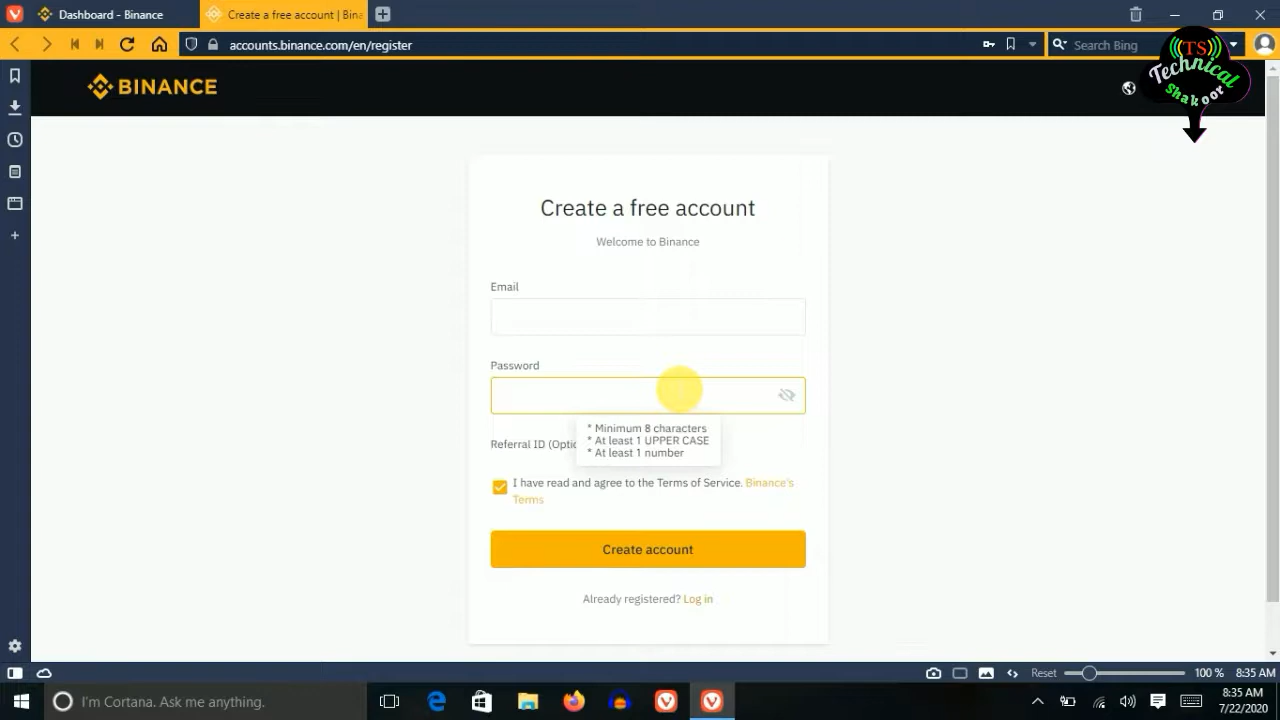 Dashboard - Binance
Create a free account | Bina
accounts.binance.com/en/register
Search Bing
(TS)
Technical
Shakoor
BINANCE
Create a free account
Welcome to Binance
Email
Password
* Minimum 8 characters
* At least 1 UPPER CASE
* At least 1 number
Referral ID (Optio
I have read and agree to the Terms of Service. Binance's
Terms
Create account
Already registered? Log in
Reset
100 %
8:35 AM
I'm Cortana. Ask me anything.
8:35 AM
7/22/2020